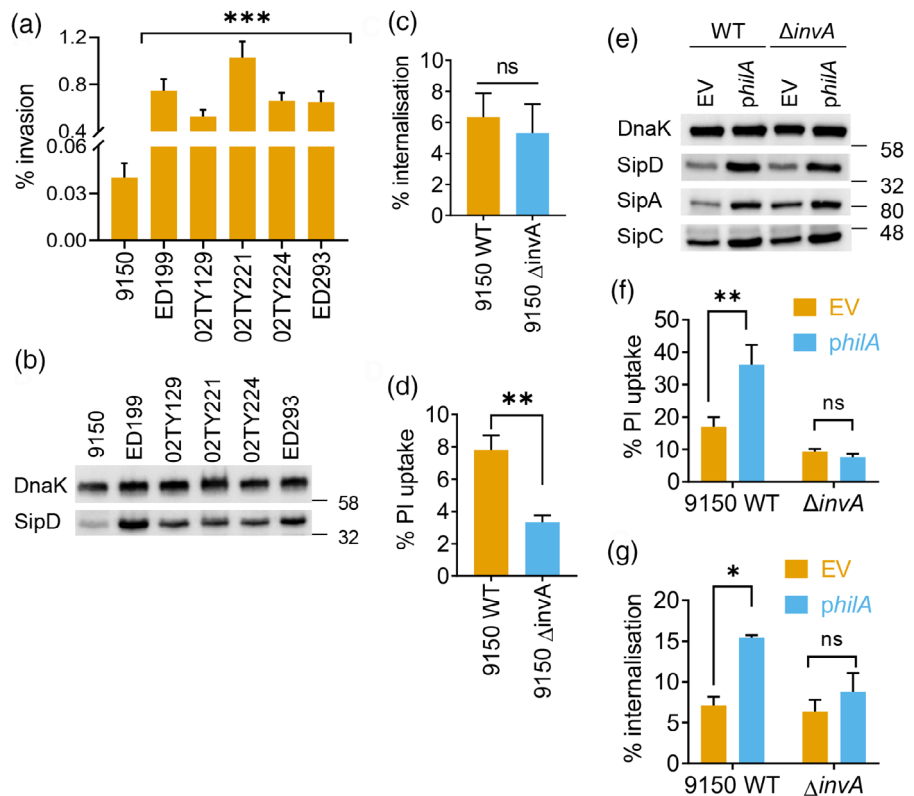 (a)
***
% invasion
1.2
0.8
0.4
0.06
0.03
0.00
9150
ED199
02TY129
02TY221
02TY224
ED293
(b)
9150
ED199
02TY129
02TY221
02TY224
ED293
DnaK
58
SipD
32
(c)
ns
% internalisation
10
8
6
4
2
0
9150 WT
9150 ΔinvA
(d)
**
% PI uptake
8
6
4
2
0
9150 WT
9150 ΔinvA
(e)
WT ΔinvA
EV philA EV philA
DnaK
58
SipD
32
SipA
80
SipC
48
(f)
EV
philA
**
ns
% PI uptake
50
40
30
20
10
0
9150 WT ΔinvA
(g)
EV
philA
*
ns
% internalisation
20
15
10
5
0
9150 WT ΔinvA